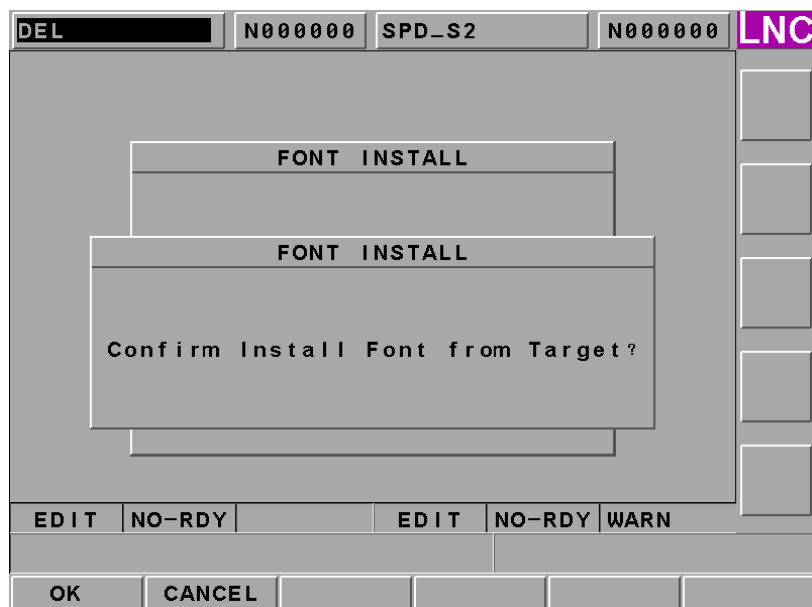 DEL N000000 SPD_S2 N000000 LNC
FONT INSTALL
FONT INSTALL
Confirm Install Font from Target?
EDIT NO-RDY EDIT NO-RDY WARN
OK CANCEL